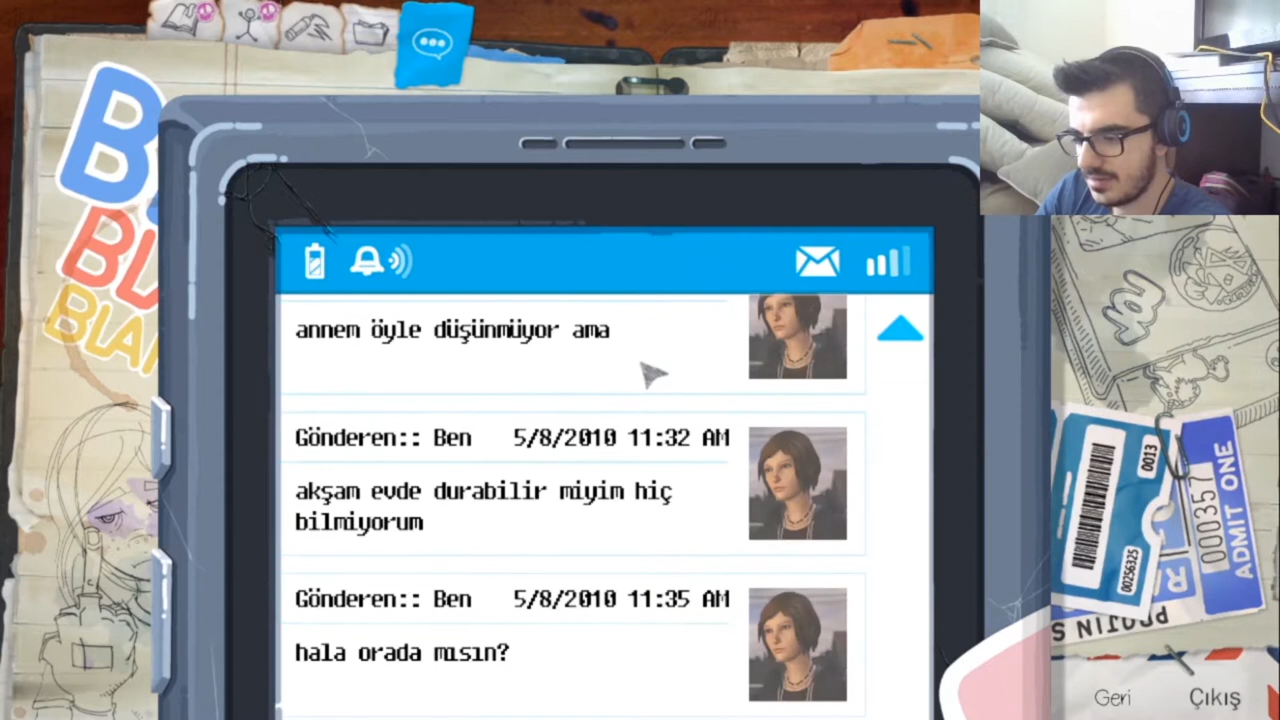 annem öyle düşünmüyor ama
Gönderen:: Ben 5/8/2010 11:32 AM
akşam evde durabilir miyim hiç
bilmiyorum
Gönderen:: Ben 5/8/2010 11:35 AM
hala orada mısın?
0013
00256325
000357
ADMIT ONE
Geri Çıkış